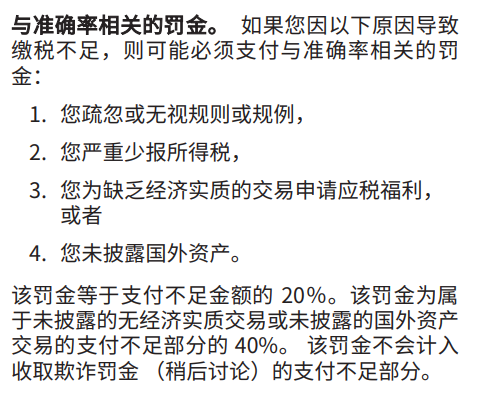 与准确率相关的罚金。 如果您因以下原因导致
缴税不足，则可能必须支付与准确率相关的罚
金：
1. 您疏忽或无视规则或规例，
2. 您严重少报所得税，
3. 您为缺乏经济实质的交易申请应税福利，
或者
4. 您未披露国外资产。
该罚金等于支付不足金额的 20%。该罚金为属
于未披露的无经济实质交易或未披露的国外资产
交易的支付不足部分的 40%。 该罚金不会计入
收取欺诈罚金 （稍后讨论）的支付不足部分。